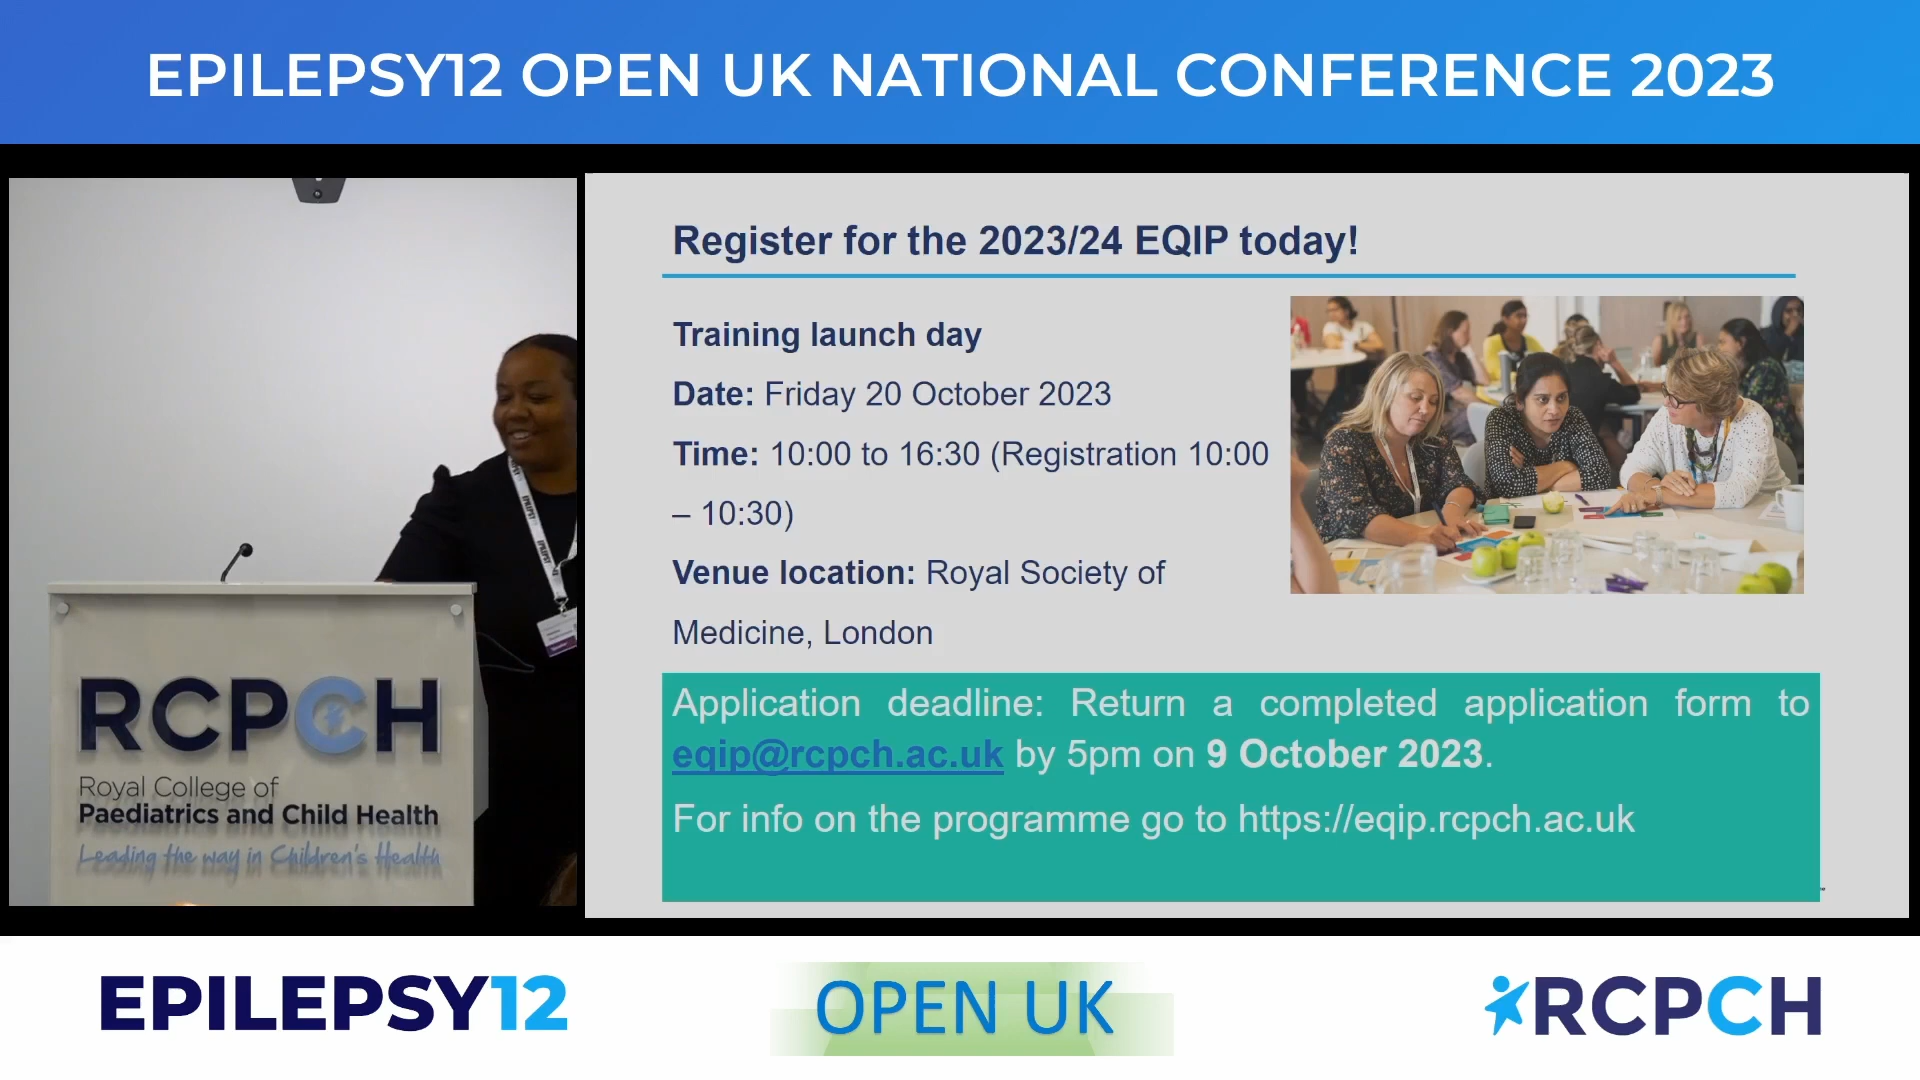 EPILEPSY12 OPEN UK NATIONAL CONFERENCE 2023
Register for the 2023/24 EQIP today!
Training launch day
Date: Friday 20 October 2023
Time: 10:00 to 16:30 (Registration 10:00
– 10:30)
Venue location: Royal Society of
Medicine, London
Application deadline: Return a completed application form to
eqip@rcpch.ac.uk by 5pm on 9 October 2023.
For info on the programme go to https://eqip.rcpch.ac.uk
RCPCH
Royal College of
Paediatrics and Child Health
Leading the way in Children's Health
EPILEPSY12
OPEN UK
RCPCH